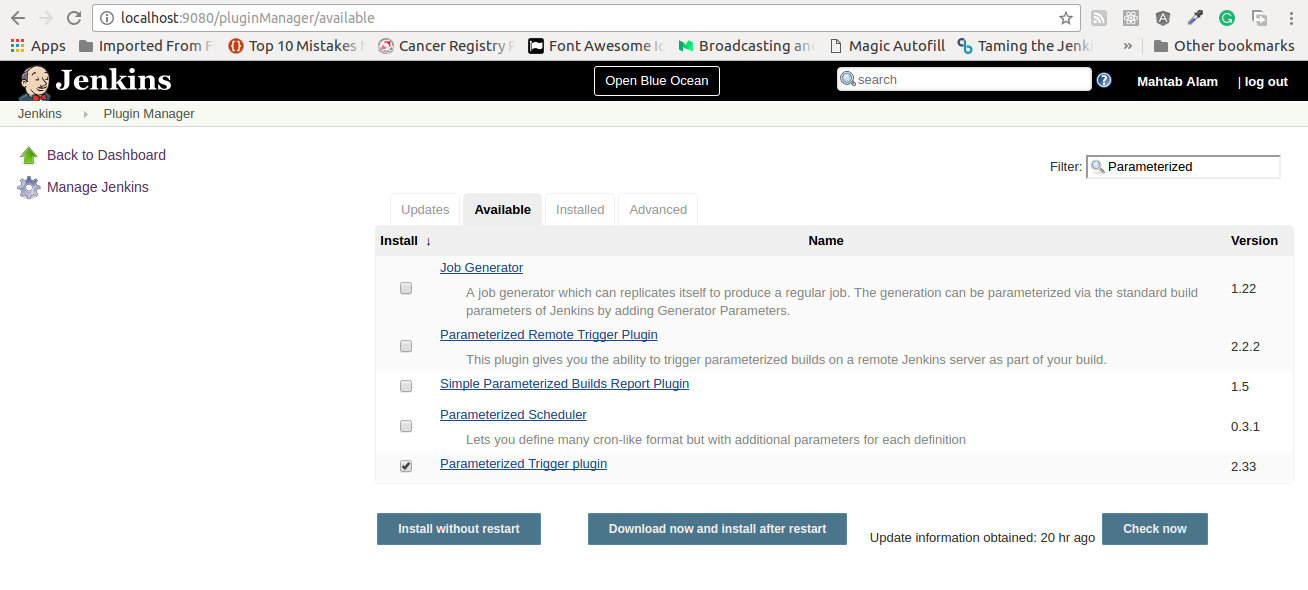 localhost:9080/pluginManager/available
Apps Imported From F Top 10 Mistakes Cancer Registry Font Awesome Ic Broadcasting and Magic Autofill Taming the Jenki » Other bookmarks
Jenkins Open Blue Ocean search Mahtab Alam | log out
Jenkins Plugin Manager
Back to Dashboard
Filter: Parameterized
Manage Jenkins
Updates Available Installed Advanced
Install ↓ Name Version
Job Generator
A job generator which can replicates itself to produce a regular job. The generation can be parameterized via the standard build 1.22
parameters of Jenkins by adding Generator Parameters.
Parameterized Remote Trigger Plugin
This plugin gives you the ability to trigger parameterized builds on a remote Jenkins server as part of your build. 2.2.2
Simple Parameterized Builds Report Plugin 1.5
Parameterized Scheduler
Lets you define many cron-like format but with additional parameters for each definition 0.3.1
Parameterized Trigger plugin 2.33
Install without restart Download now and install after restart Update information obtained: 20 hr ago Check now